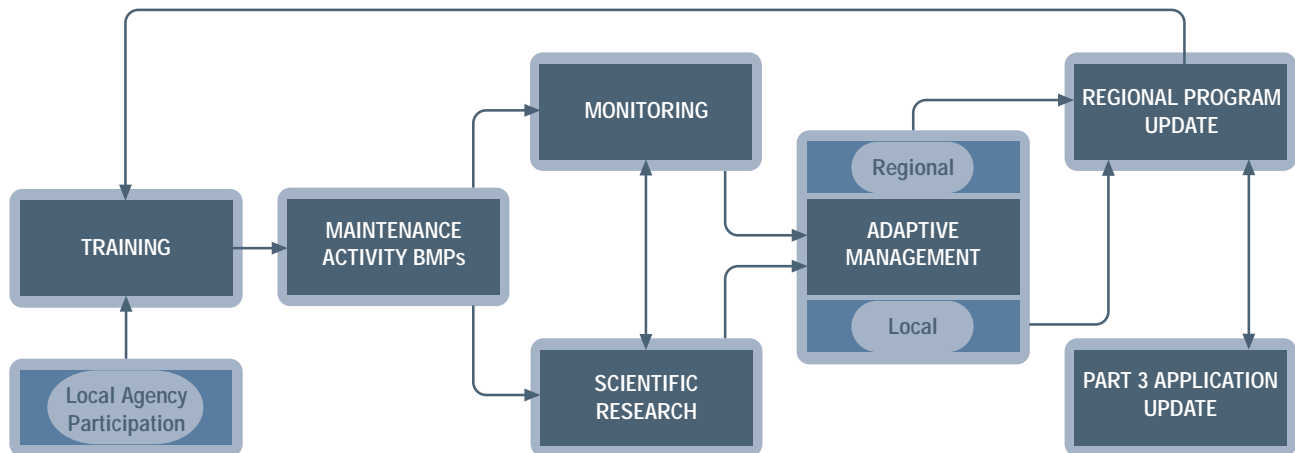 TRAINING
Local Agency
Participation
MAINTENANCE
ACTIVITY BMPs
MONITORING
SCIENTIFIC
RESEARCH
Regional
ADAPTIVE
MANAGEMENT
Local
REGIONAL PROGRAM
UPDATE
PART 3 APPLICATION
UPDATE